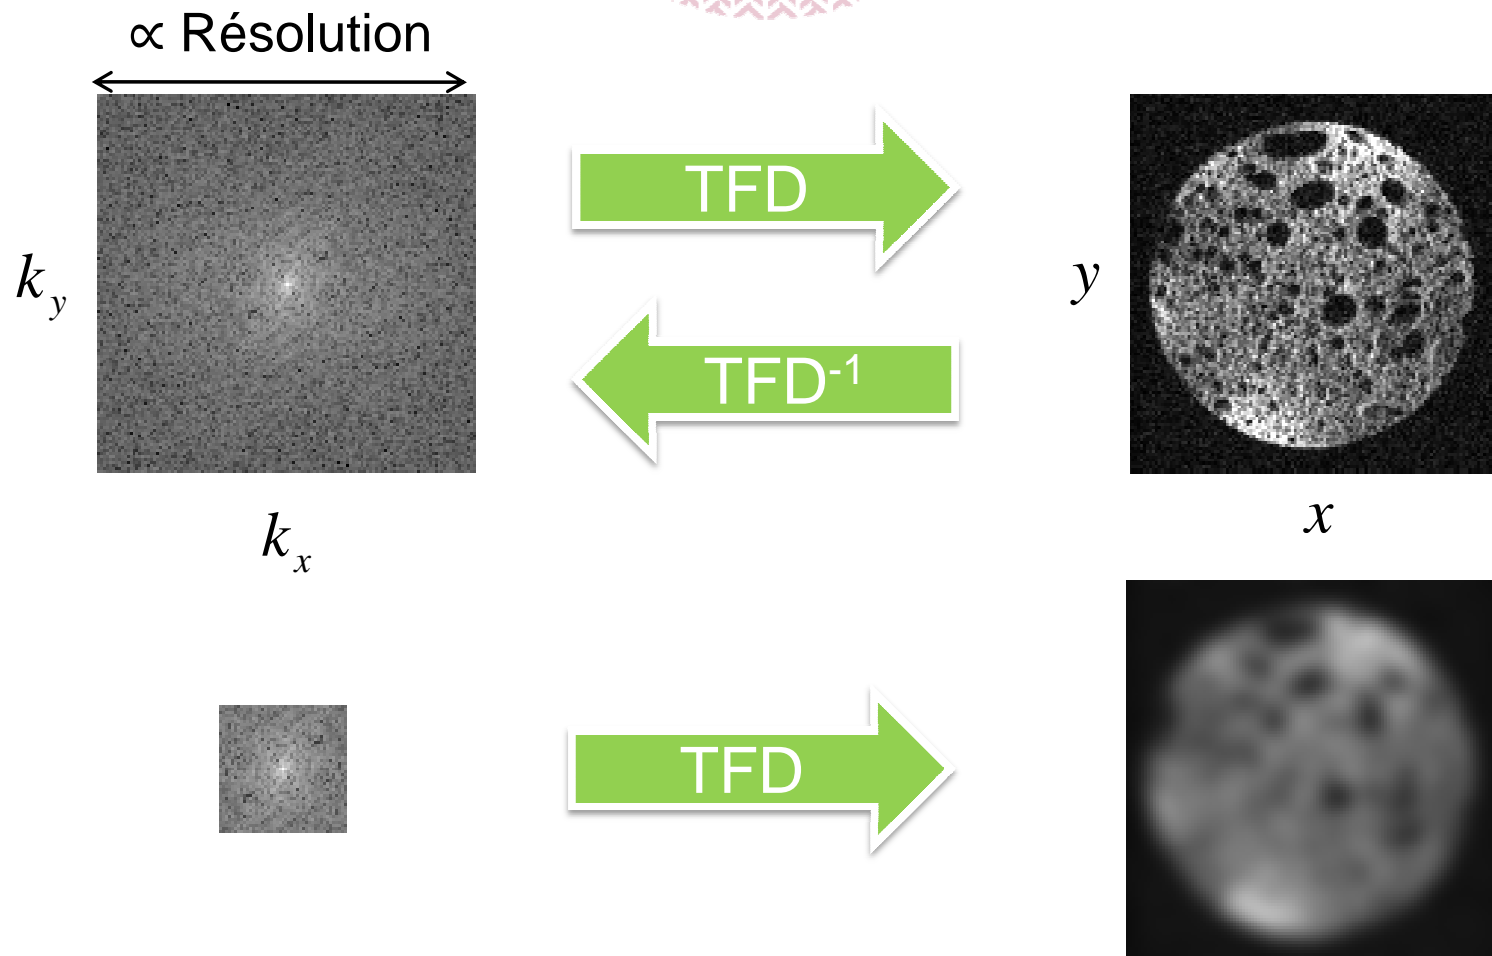 ∝ Résolution
TFD
k_y
y
TFD⁻¹
x
k_x
TFD